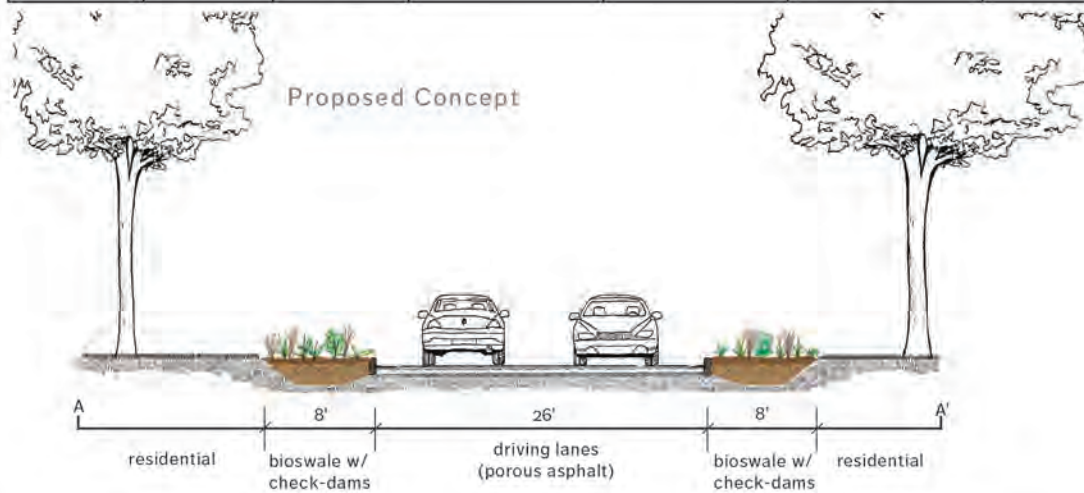 Proposed Concept
A 8' 26' 8' A'
residential
bioswale w/
check-dams
driving lanes
(porous asphalt)
bioswale w/
check-dams
residential